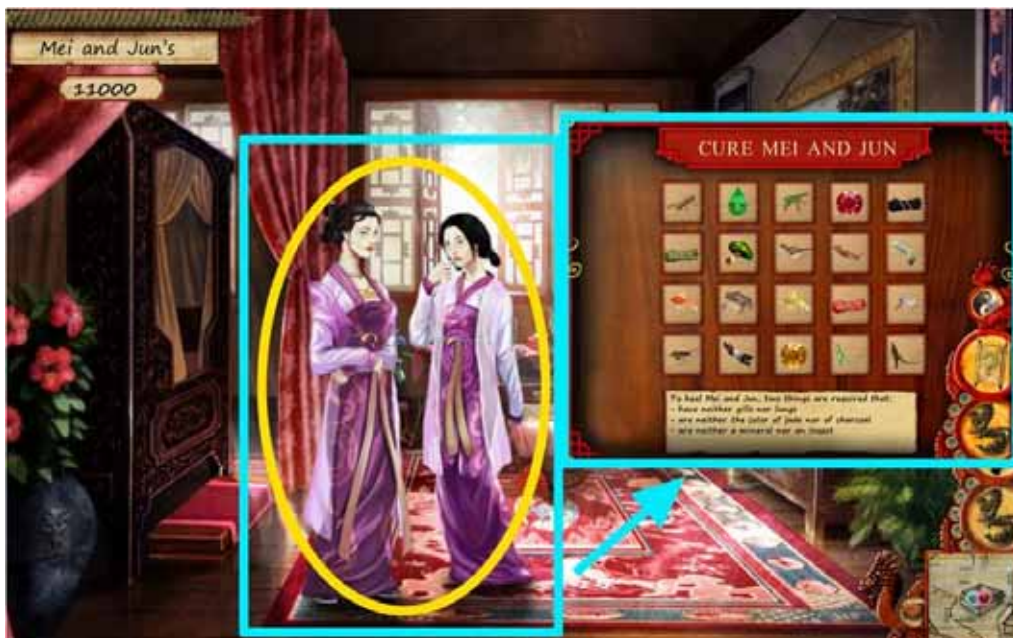 Mei and Jun's
11000
CURE MEI AND JUN
To heal Mei and Jun, two things are required that:
- have neither gills nor lungs
- are neither the color of jade nor of charcoal
- are neither a mineral nor an insect